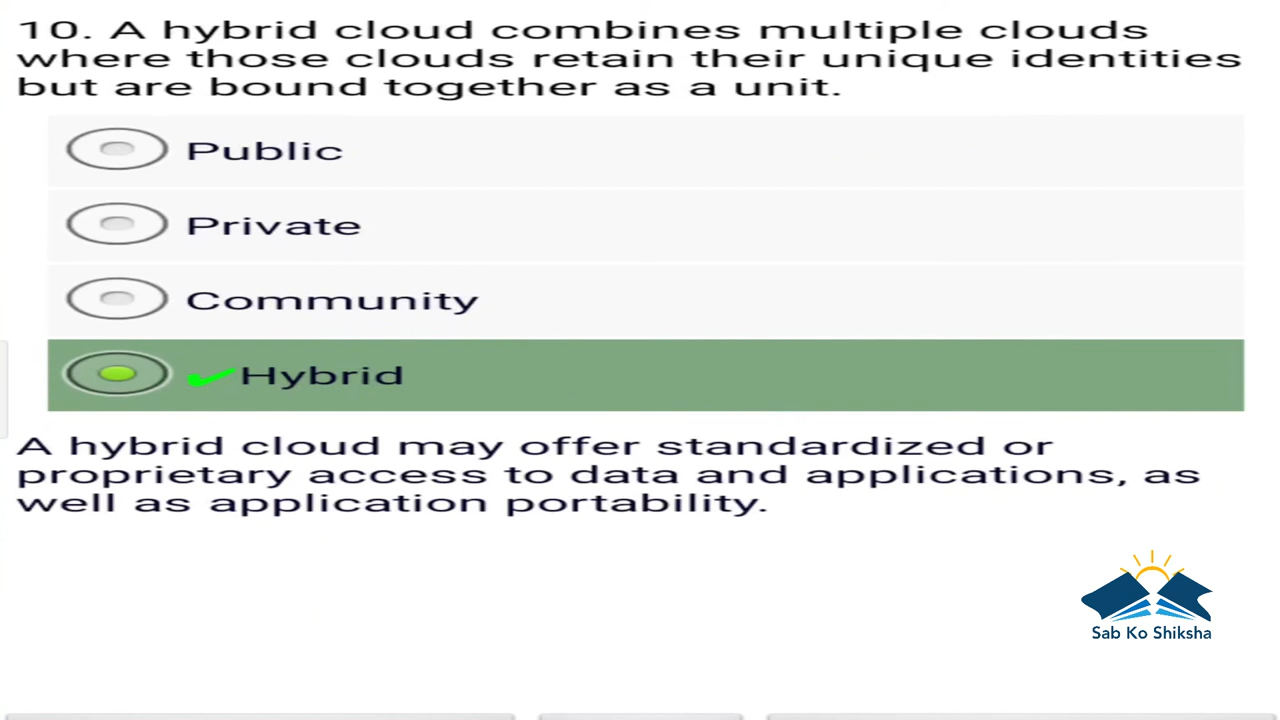 10. A hybrid cloud combines multiple clouds
where those clouds retain their unique identities
but are bound together as a unit.
Public
Private
Community
✔Hybrid
A hybrid cloud may offer standardized or
proprietary access to data and applications, as
well as application portability.
Sab Ko Shiksha